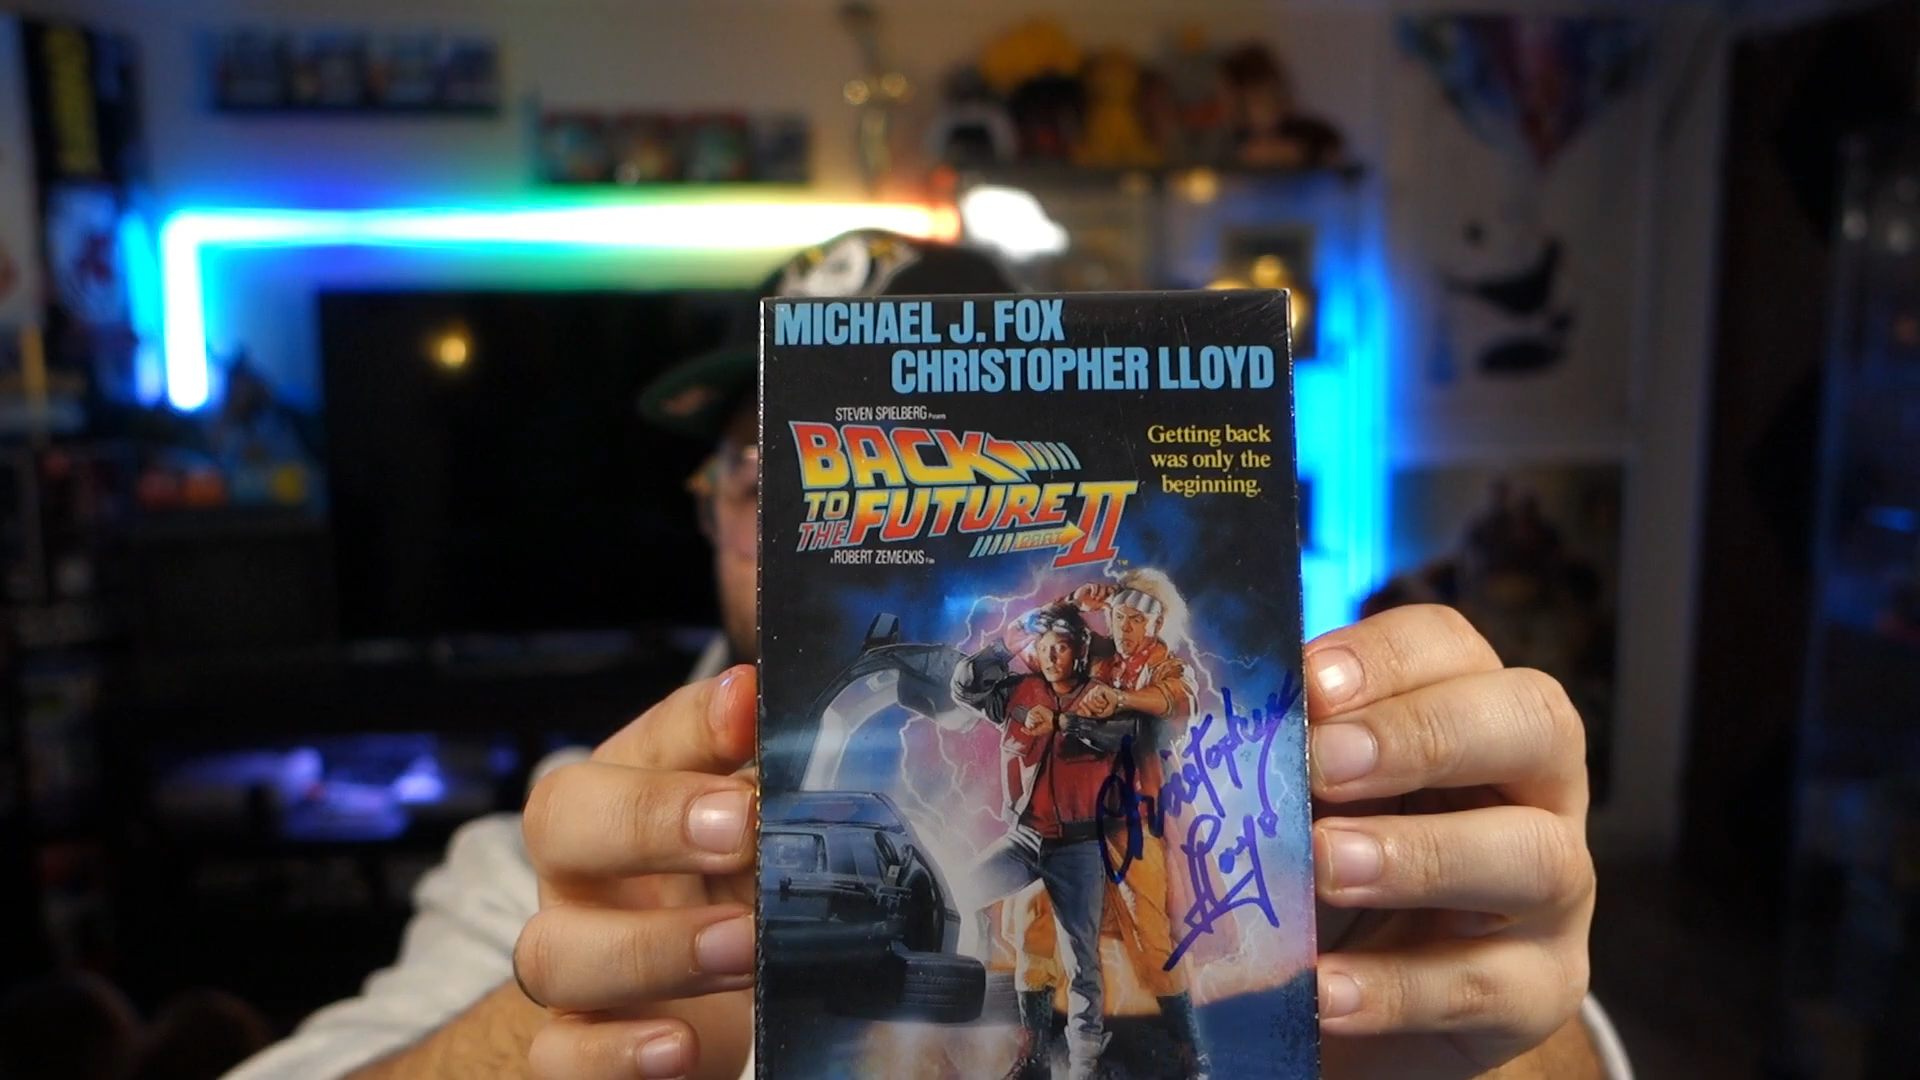 MICHAEL J. FOX
CHRISTOPHER LLOYD
STEVEN SPIELBERG Presents
BACK
TO THE FUTURE
PART II™
A ROBERT ZEMECKIS Film
Getting back
was only the
beginning.
Christopher
Lloyd